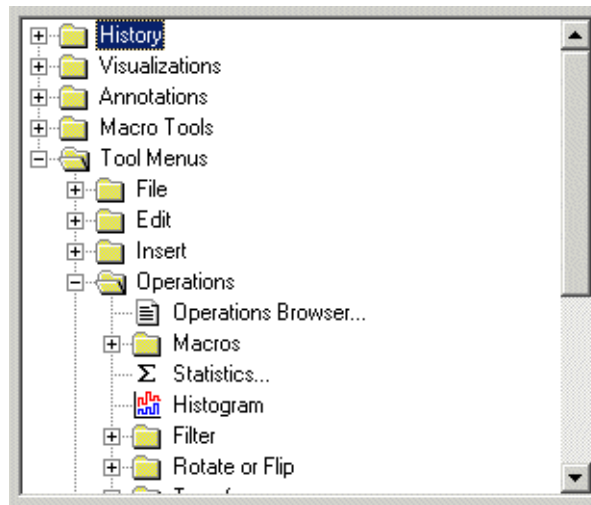 History
Visualizations
Annotations
Macro Tools
Tool Menus
File
Edit
Insert
Operations
Operations Browser...
Macros
Σ Statistics...
Histogram
Filter
Rotate or Flip